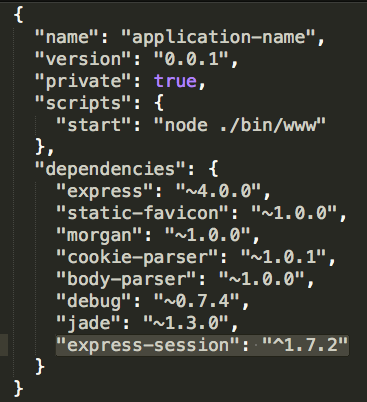 {
"name": "application-name",
"version": "0.0.1",
"private": true,
"scripts": {
"start": "node ./bin/www"
},
"dependencies": {
"express": "~4.0.0",
"static-favicon": "~1.0.0",
"morgan": "~1.0.0",
"cookie-parser": "~1.0.1",
"body-parser": "~1.0.0",
"debug": "~0.7.4",
"jade": "~1.3.0",
"express-session": "^1.7.2"
}
}